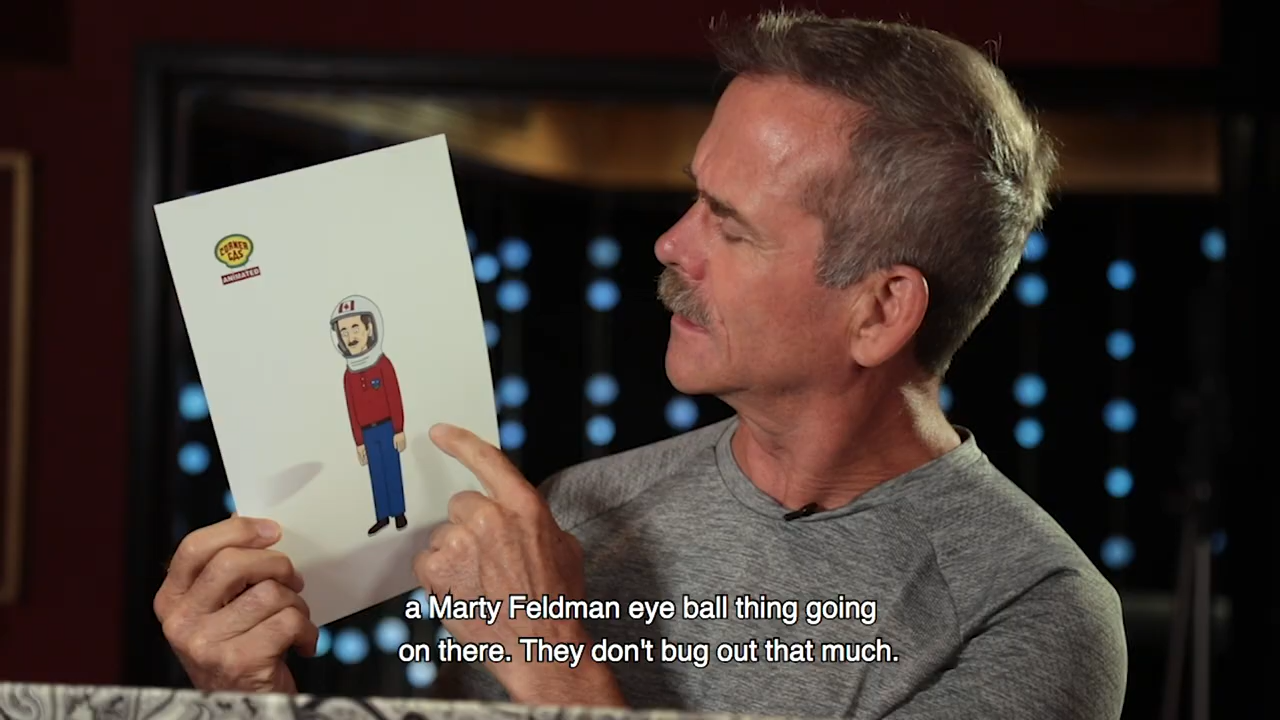 CORNER
GAS
ANIMATED
a Marty Feldman eye ball thing going
on there. They don't bug out that much.